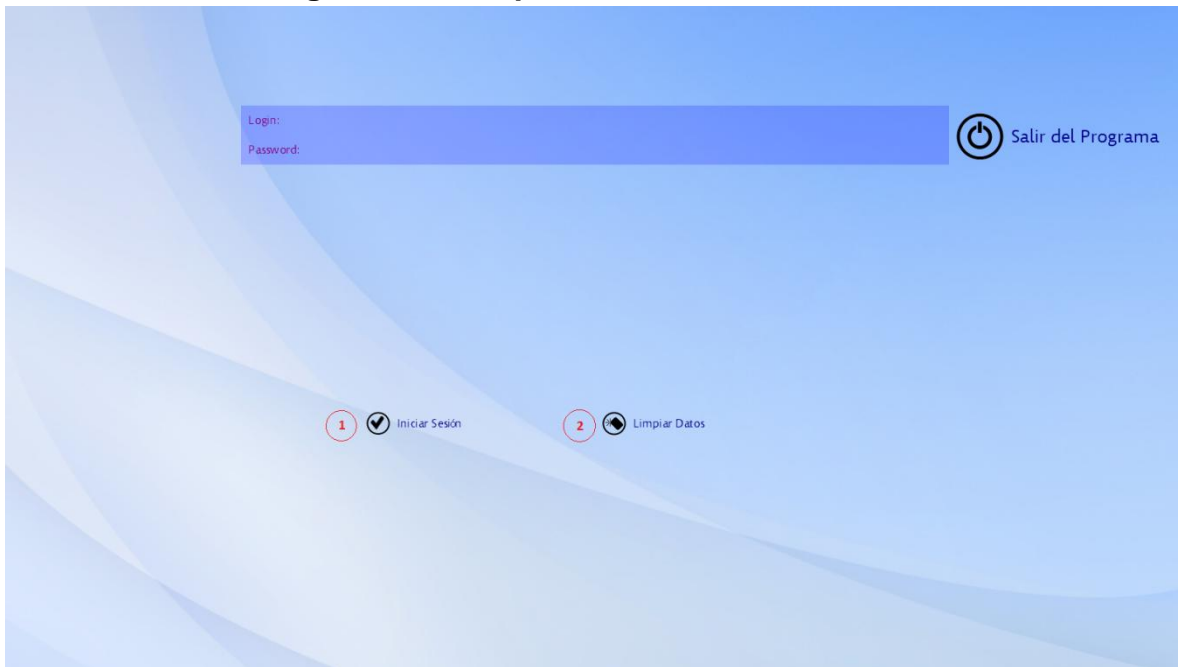 Login:
Password:
Salir del Programa
1 Iniciar Sesión
2 Limpiar Datos